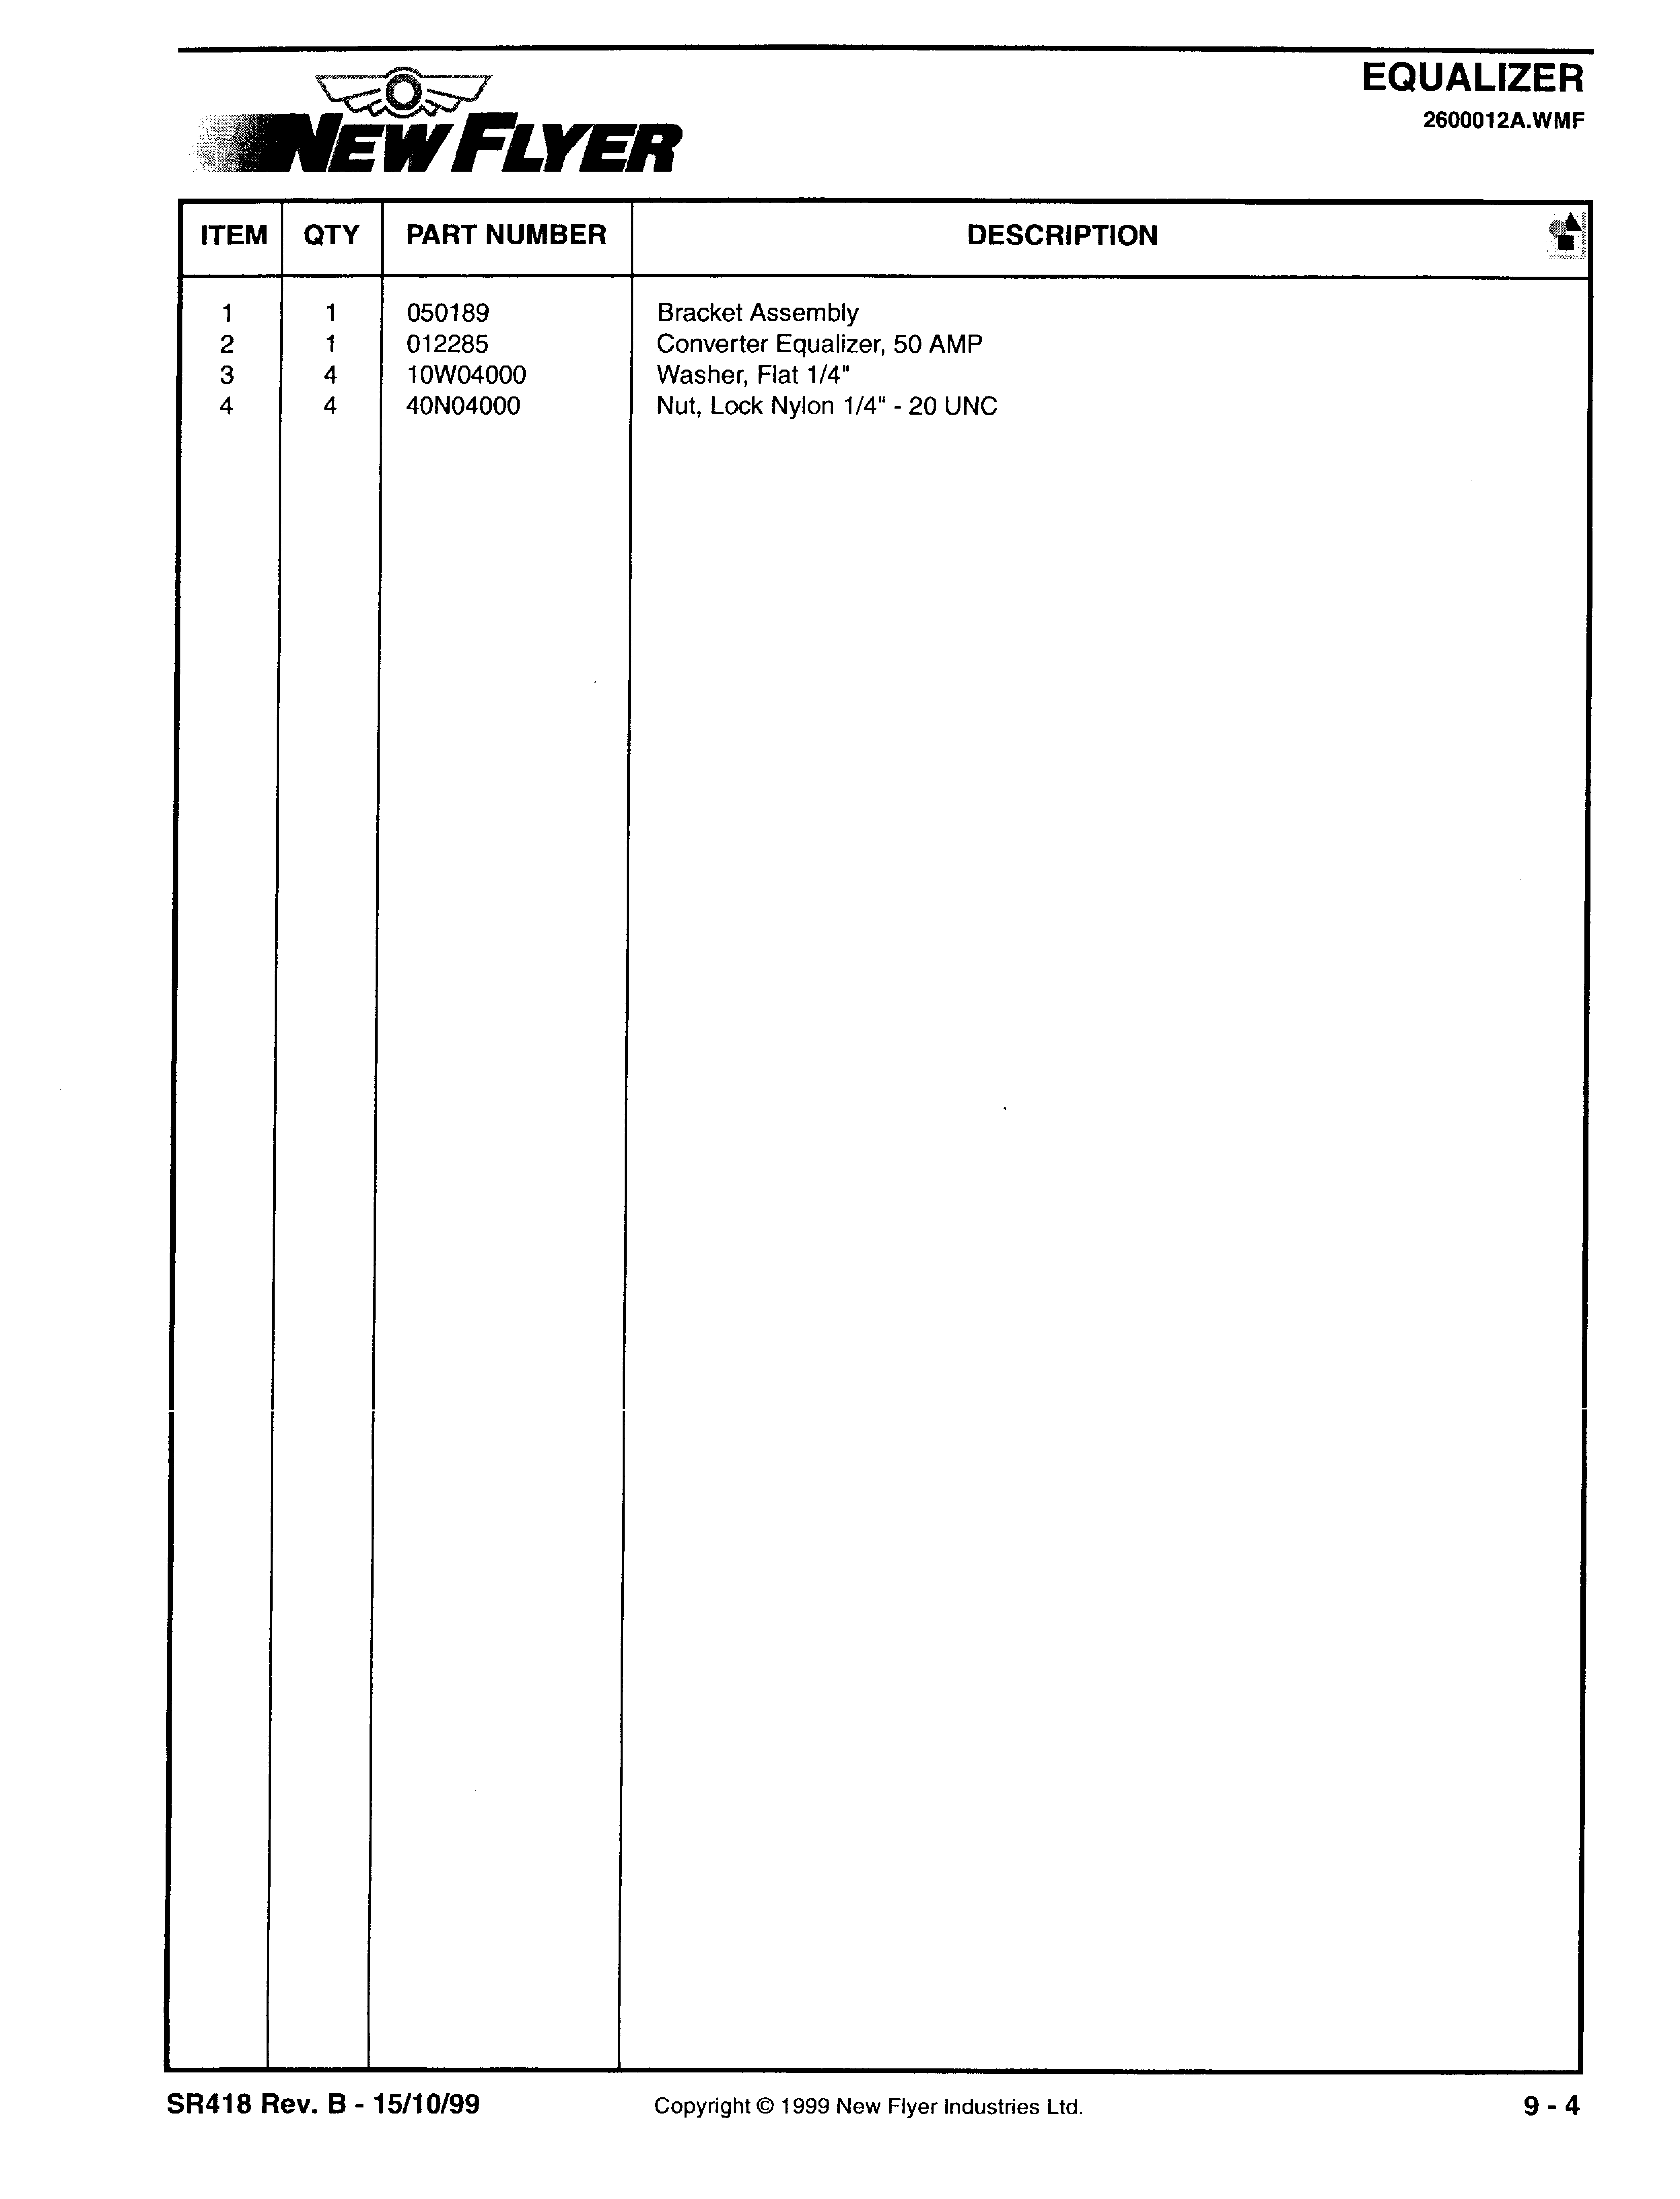 EQUALIZER
2600012A.WMF
NEW FLYER
ITEM QTY PART NUMBER DESCRIPTION
1 1 050189 Bracket Assembly
2 1 012285 Converter Equalizer, 50 AMP
3 4 10W04000 Washer, Flat 1/4"
4 4 40N04000 Nut, Lock Nylon 1/4" - 20 UNC
SR418 Rev. B - 15/10/99 Copyright © 1999 New Flyer Industries Ltd. 9 - 4